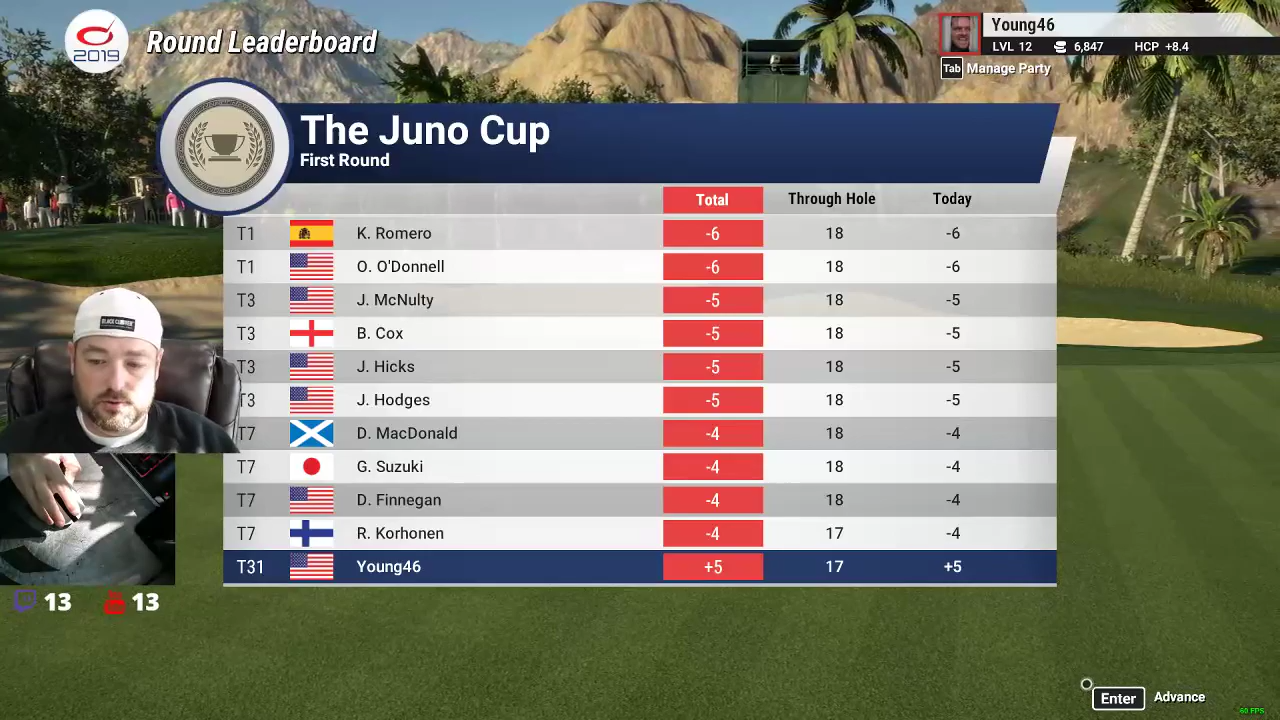 2019
Round Leaderboard
Young46
LVL 12 6,847 HCP +8.4
Tab Manage Party
The Juno Cup
First Round
Total Through Hole Today
T1 K. Romero -6 18 -6
T1 O. O'Donnell -6 18 -6
T3 J. McNulty -5 18 -5
T3 B. Cox -5 18 -5
T3 J. Hicks -5 18 -5
T3 J. Hodges -5 18 -5
T7 D. MacDonald -4 18 -4
T7 G. Suzuki -4 18 -4
T7 D. Finnegan -4 18 -4
T7 R. Korhonen -4 17 -4
T31 Young46 +5 17 +5
13 13
Enter Advance
60 FPS